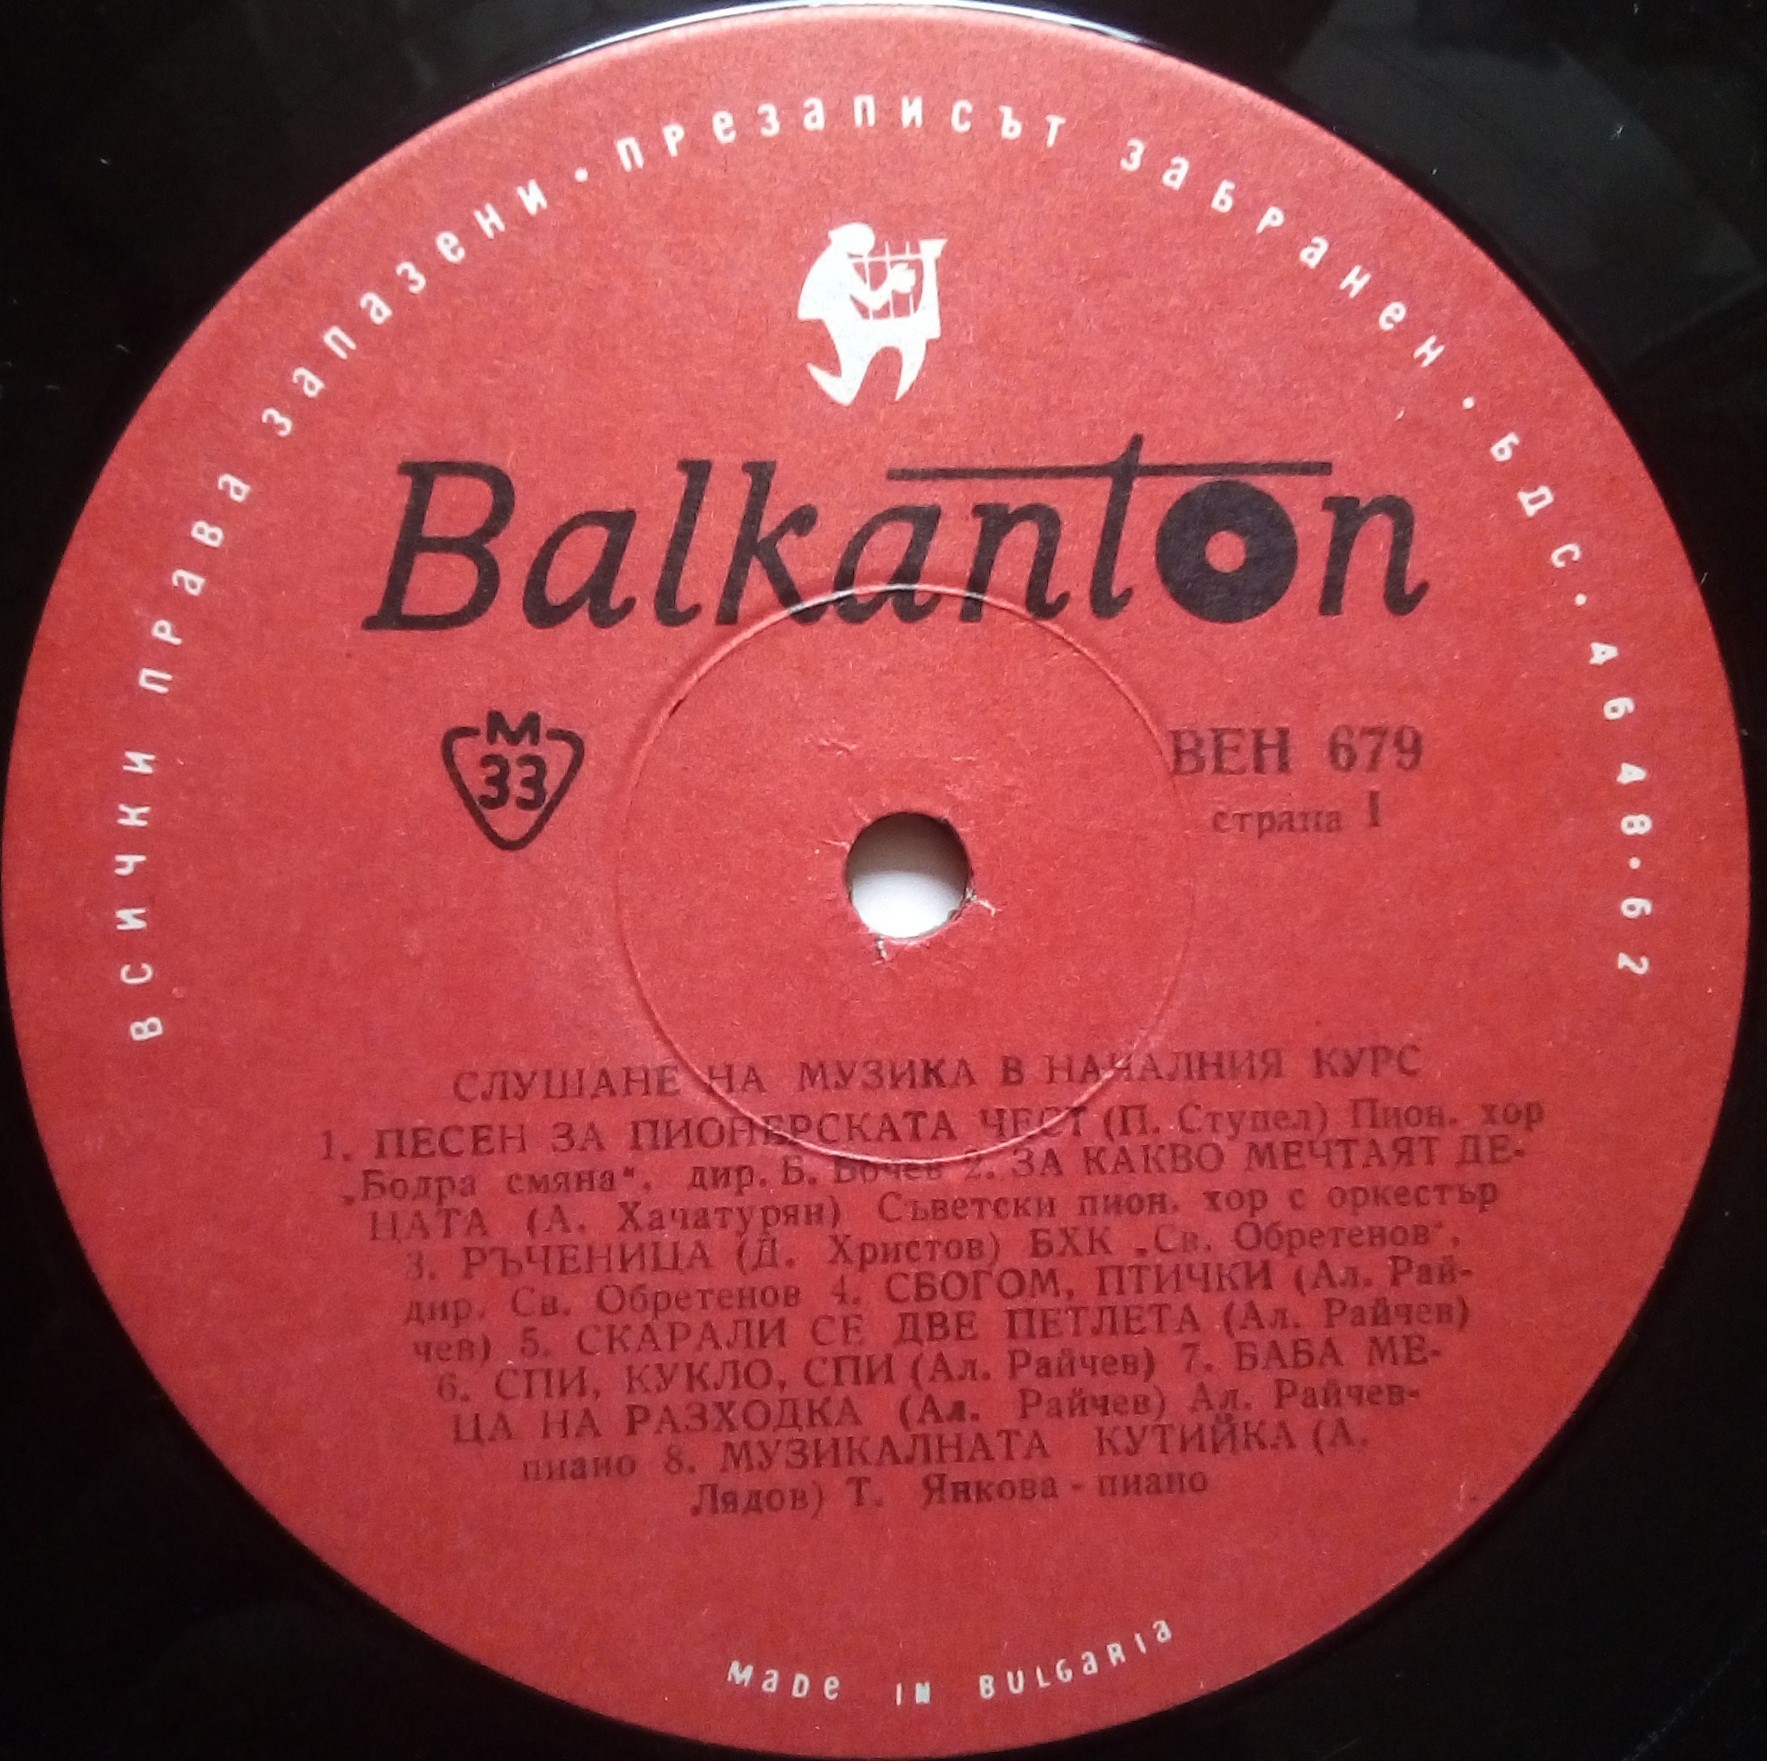 ВСИЧКИ ПРАВА ЗАПАЗЕНИ · ПРЕЗАПИСЪТ ЗАБРАНЕН · БДС · 4648 · 62
Balkanton
М
33
ВЕН 679
страна I
СЛУШАНЕ НА МУЗИКА В НАЧАЛНИЯ КУРС
1. ПЕСЕН ЗА ПИОНЕРСКАТА ЧЕСТ (П. Ступел) Пион. хор
„Бодра смяна", дир. Б. Бочев 2. ЗА КАКВО МЕЧТАЯТ ДЕ-
ЦАТА (А. Хачатурян) Съветски пион. хор с оркестър
3. РЪЧЕНИЦА (Д. Христов) БХК „Св. Обретенов",
дир. Св. Обретенов 4. СБОГОМ, ПТИЧКИ (Ал. Рай-
чев) 5. СКАРАЛИ СЕ ДВЕ ПЕТЛЕТА (Ал. Райчев)
6. СПИ, КУКЛО, СПИ (Ал. Райчев) 7. БАБА МЕ-
ЦА НА РАЗХОДКА (Ал. Райчев) Ал. Райчев-
пиано 8. МУЗИКАЛНАТА КУТИЙКА (А.
Лядов) Т. Янкова - пиано
MADE IN BULGARIA